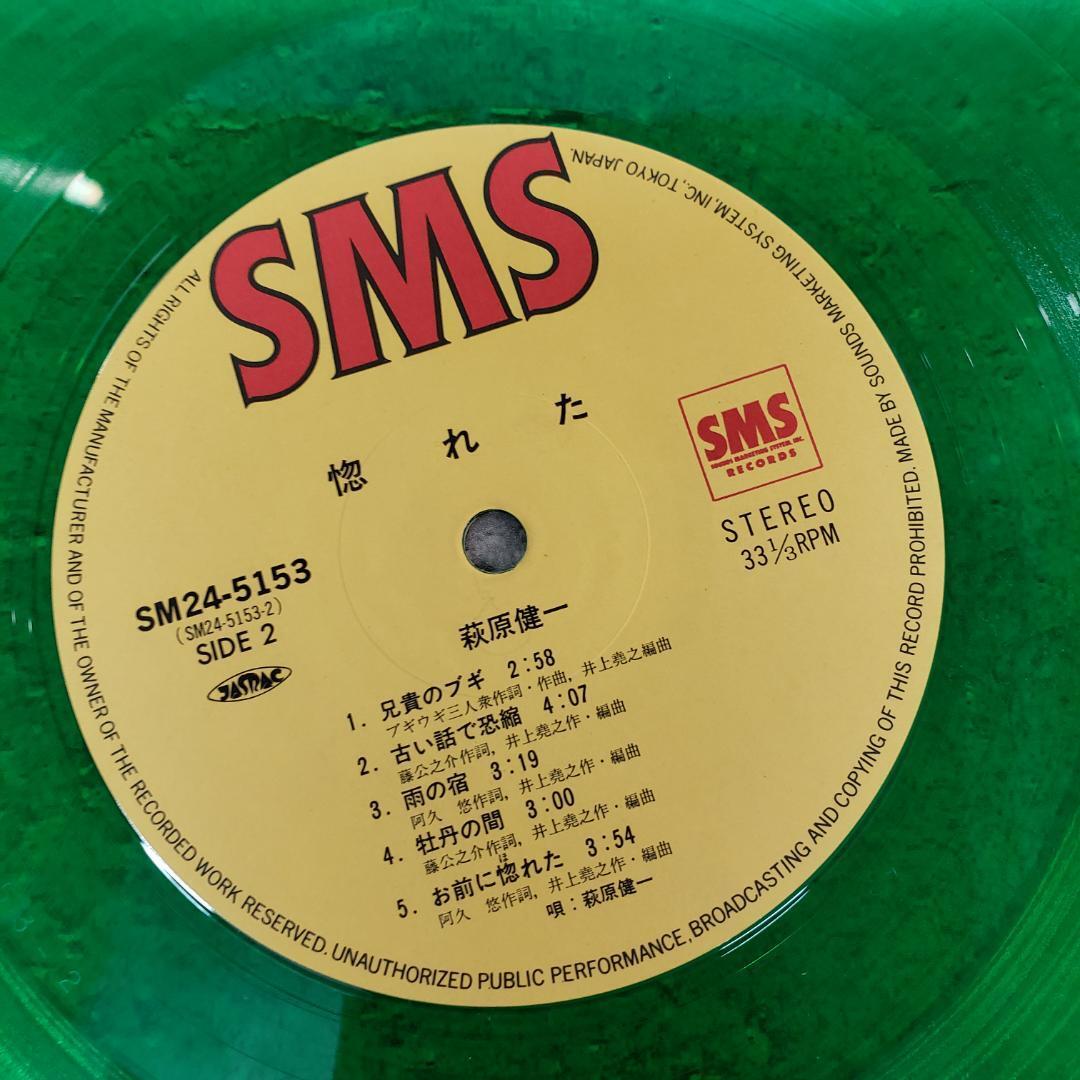 SMS
惚れた
SMS
SOUNDS MARKETING SYSTEM, INC.
RECORDS
STEREO
33 1/3 RPM
SM24-5153
(SM24-5153-2)
SIDE 2
JASRAC
萩原健一
1. 兄貴のブギ 2:58
ブギウギ三人衆作詞・作曲, 井上堯之編曲
2. 古い話で恐縮 4:07
藤公之介作詞, 井上堯之作・編曲
3. 雨の宿 3:19
阿久 悠作詞, 井上堯之作・編曲
4. 牡丹の間 3:00
藤公之介作詞, 井上堯之作・編曲
ほ
5. お前に惚れた 3:54
阿久 悠作詞, 井上堯之作・編曲
唄:萩原健一
ALL RIGHTS OF THE MANUFACTURER AND OF THE OWNER OF THE RECORDED WORK RESERVED. UNAUTHORIZED PUBLIC PERFORMANCE, BROADCASTING AND COPYING OF THIS RECORD PROHIBITED. MADE BY SOUNDS MARKETING SYSTEM, INC., TOKYO JAPAN.